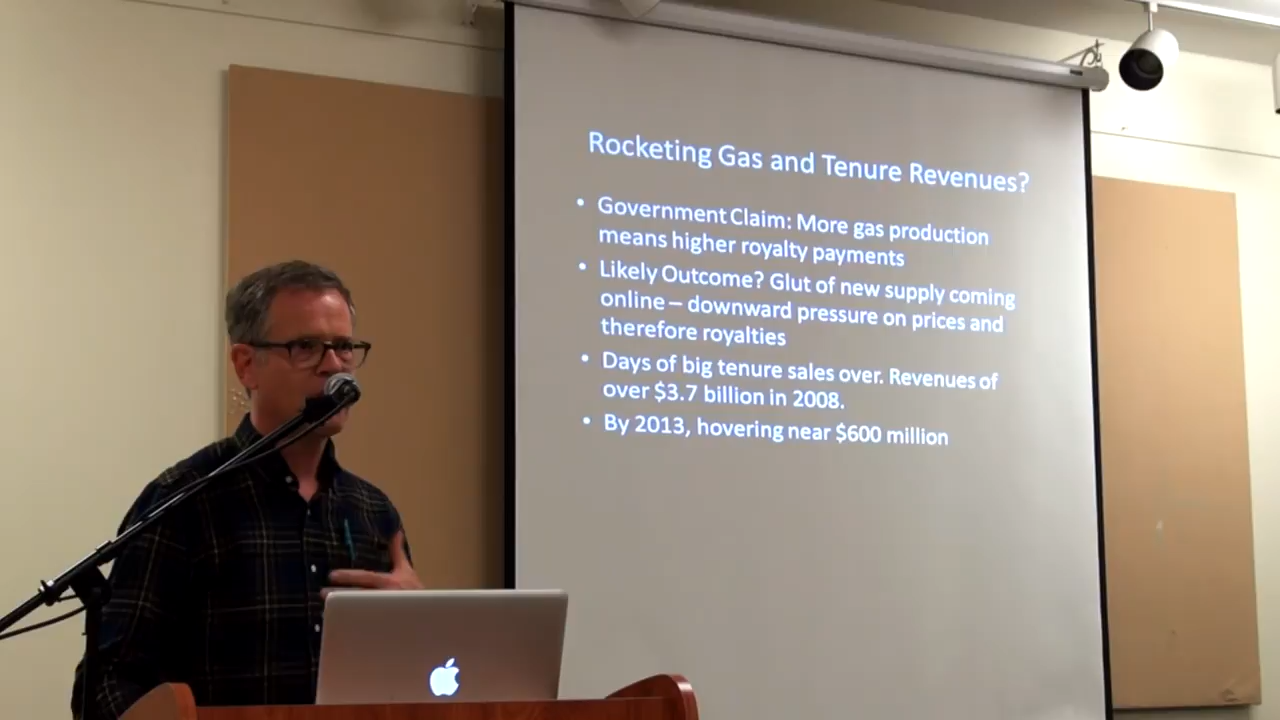 Rocketing Gas and Tenure Revenues?
• Government Claim: More gas production
means higher royalty payments
• Likely Outcome? Glut of new supply coming
online – downward pressure on prices and
therefore royalties
• Days of big tenure sales over. Revenues of
over $3.7 billion in 2008.
• By 2013, hovering near $600 million